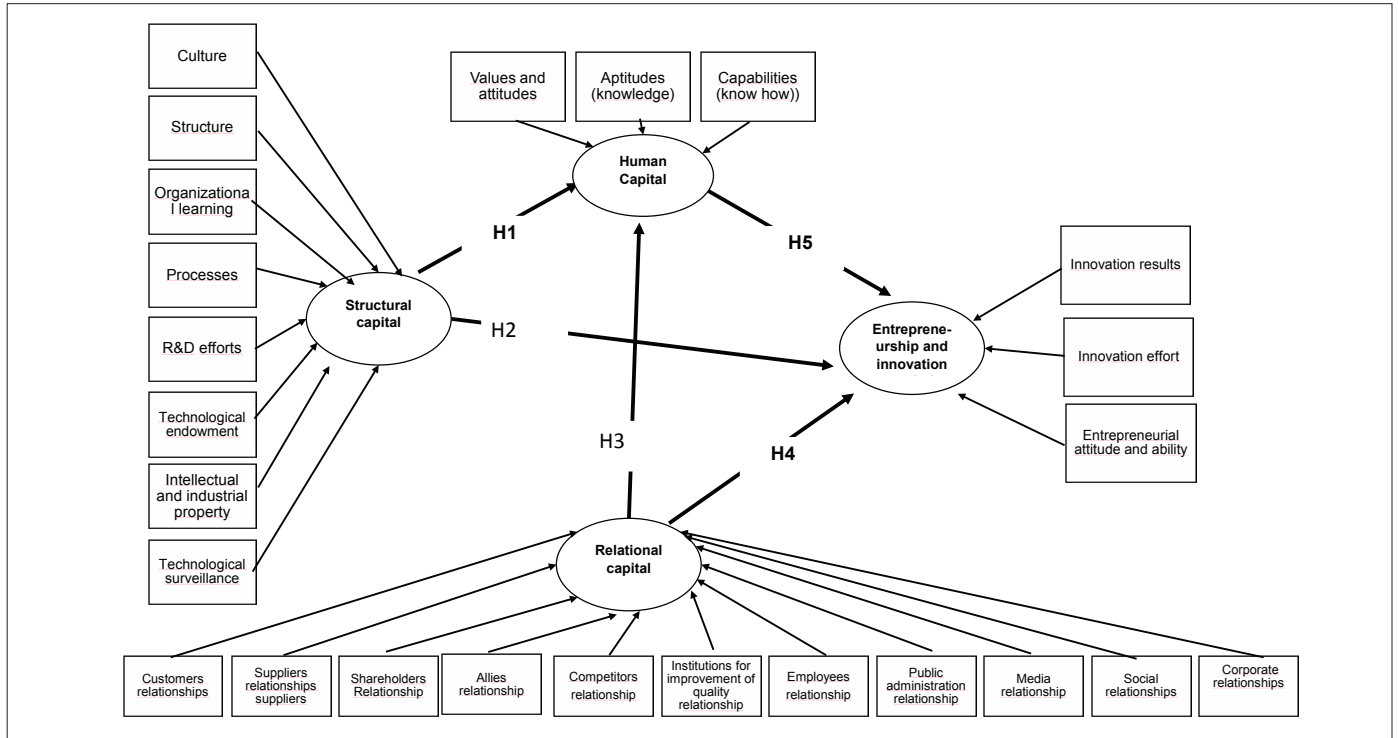 Culture
Structure
Organizationa
l learning
Processes
R&D efforts
Technological
endowment
Intellectual
and industrial
property
Technological
surveillance
Values and
attitudes
Aptitudes
(knowledge)
Capabilities
(know how))
Human
Capital
H1
H5
Structural
capital
H2
H3
H4
Entreprene-
urship and
innovation
Innovation results
Innovation effort
Entrepreneurial
attitude and ability
Relational
capital
Customers
relationships
Suppliers
relationships
suppliers
Shareholders
Relationship
Allies
relationship
Competitors
relationship
Institutions for
improvement of
quality
relationship
Employees
relationship
Public
administration
relationship
Media
relationship
Social
relationships
Corporate
relationships